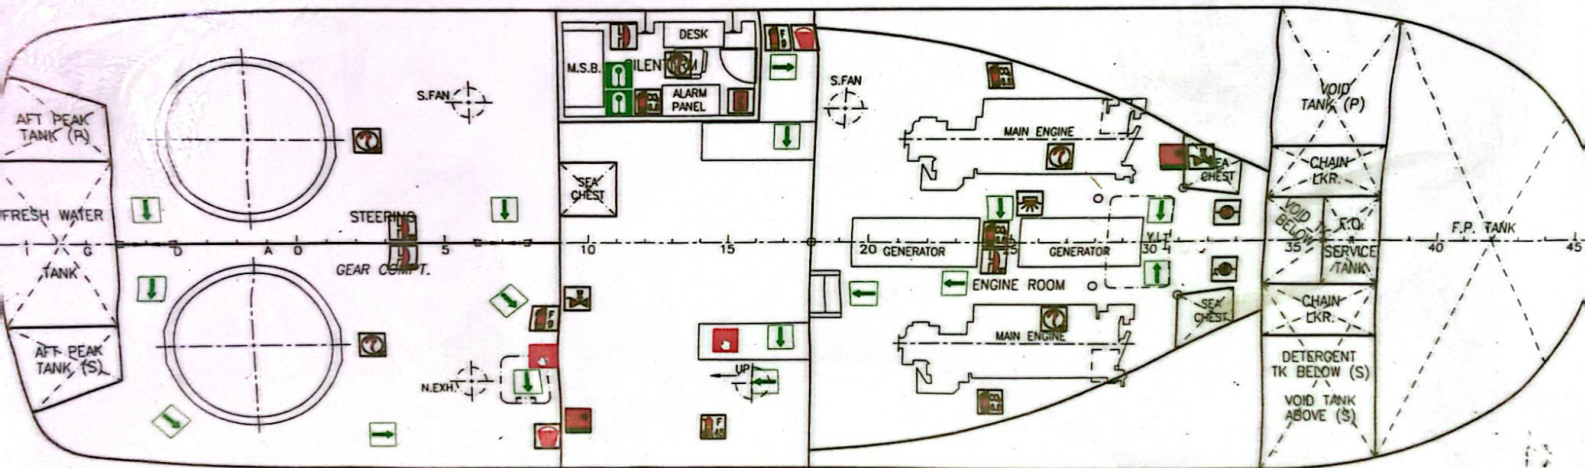 AFT PEAK
TANK (P)
FRESH WATER
TANK
AFT PEAK
TANK (S)
S.FAN
STEERING
GEAR COMPT.
N.EXH.
M.S.B.
DESK
ALARM
PANEL
SEA
CHEST
UP
S.FAN
MAIN ENGINE
GENERATOR
GENERATOR
ENGINE ROOM
MAIN ENGINE
SEA
CHEST
SEA
CHEST
VOID
TANK (P)
CHAIN
LKR.
VOID
BELOW
F.O.
SERVICE
TANK
CHAIN
LKR.
DETERGENT
TK BELOW (S)
VOID TANK
ABOVE (S)
F.P. TANK
G
D
A
0
5
10
15
20
25
30
35
40
45